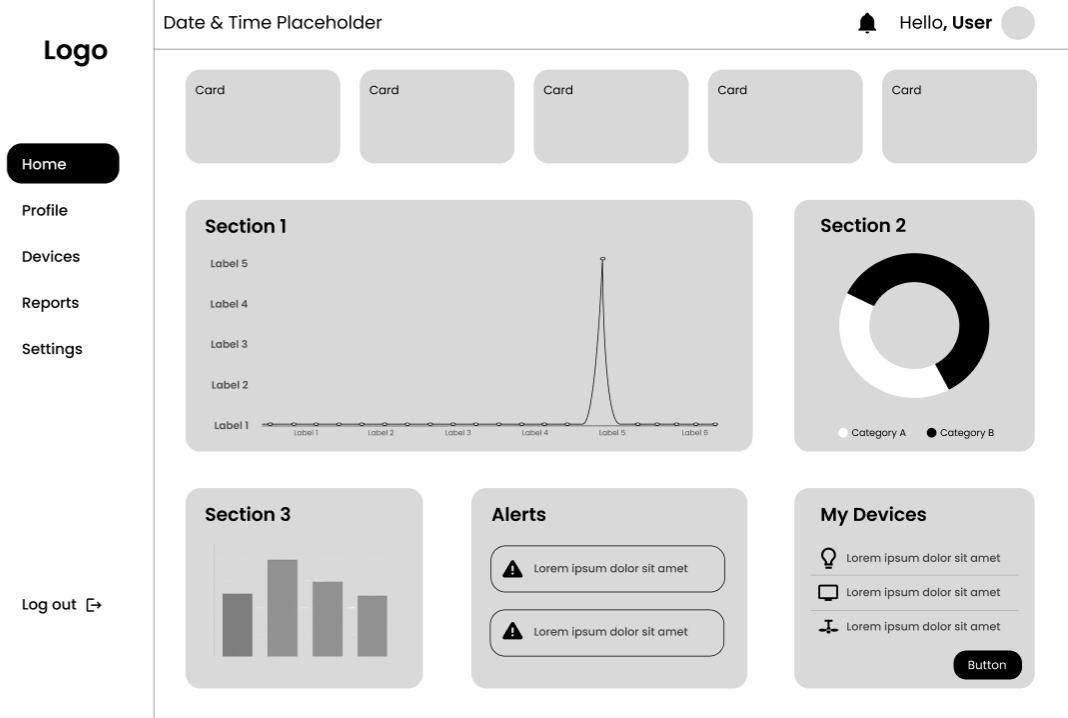 Logo
Date & Time Placeholder
Hello, User
Home
Profile
Devices
Reports
Settings
Log out
Card
Card
Card
Card
Card
Section 1
Label 5
Label 4
Label 3
Label 2
Label 1
Label 1
Label 2
Label 3
Label 4
Label 5
Label 6
Section 2
Category A
Category B
Section 3
Alerts
Lorem ipsum dolor sit amet
Lorem ipsum dolor sit amet
My Devices
Lorem ipsum dolor sit amet
Lorem ipsum dolor sit amet
Lorem ipsum dolor sit amet
Button